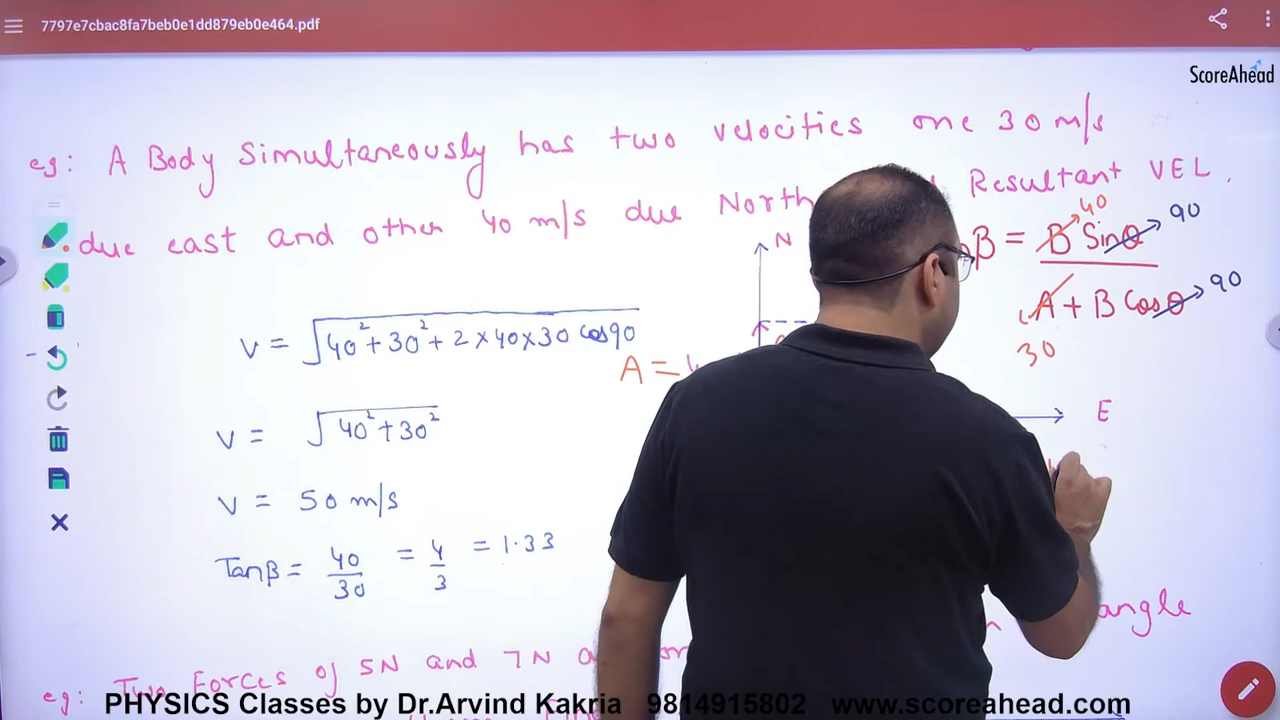 7797e7cbac8fa7beb0e1dd879eb0e464.pdf
ScoreAhead
eg: A Body Simultaneously has two velocities one 30 m/s
due east and other 40 m/s due North Resultant VEL.
N
β = B Sinθ
40
90
A + B Cosθ
90
30
V = √40²+30²+2×40×30 cos90
A =
V = √40²+30²
E
V = 50 m/s
Tanβ = 40/30 = 4/3 = 1.33
angle
eg: Two Forces of 5N and 7N
PHYSICS Classes by Dr.Arvind Kakria 9814915802 www.scoreahead.com